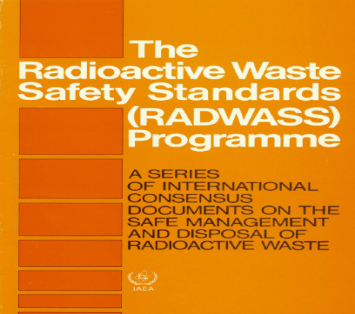 The
Radioactive Waste
Safety Standards
(RADWASS)
Programme
A SERIES
OF INTERNATIONAL
CONSENSUS
DOCUMENTS ON THE
SAFE MANAGEMENT
AND DISPOSAL OF
RADIOACTIVE WASTE
IAEA